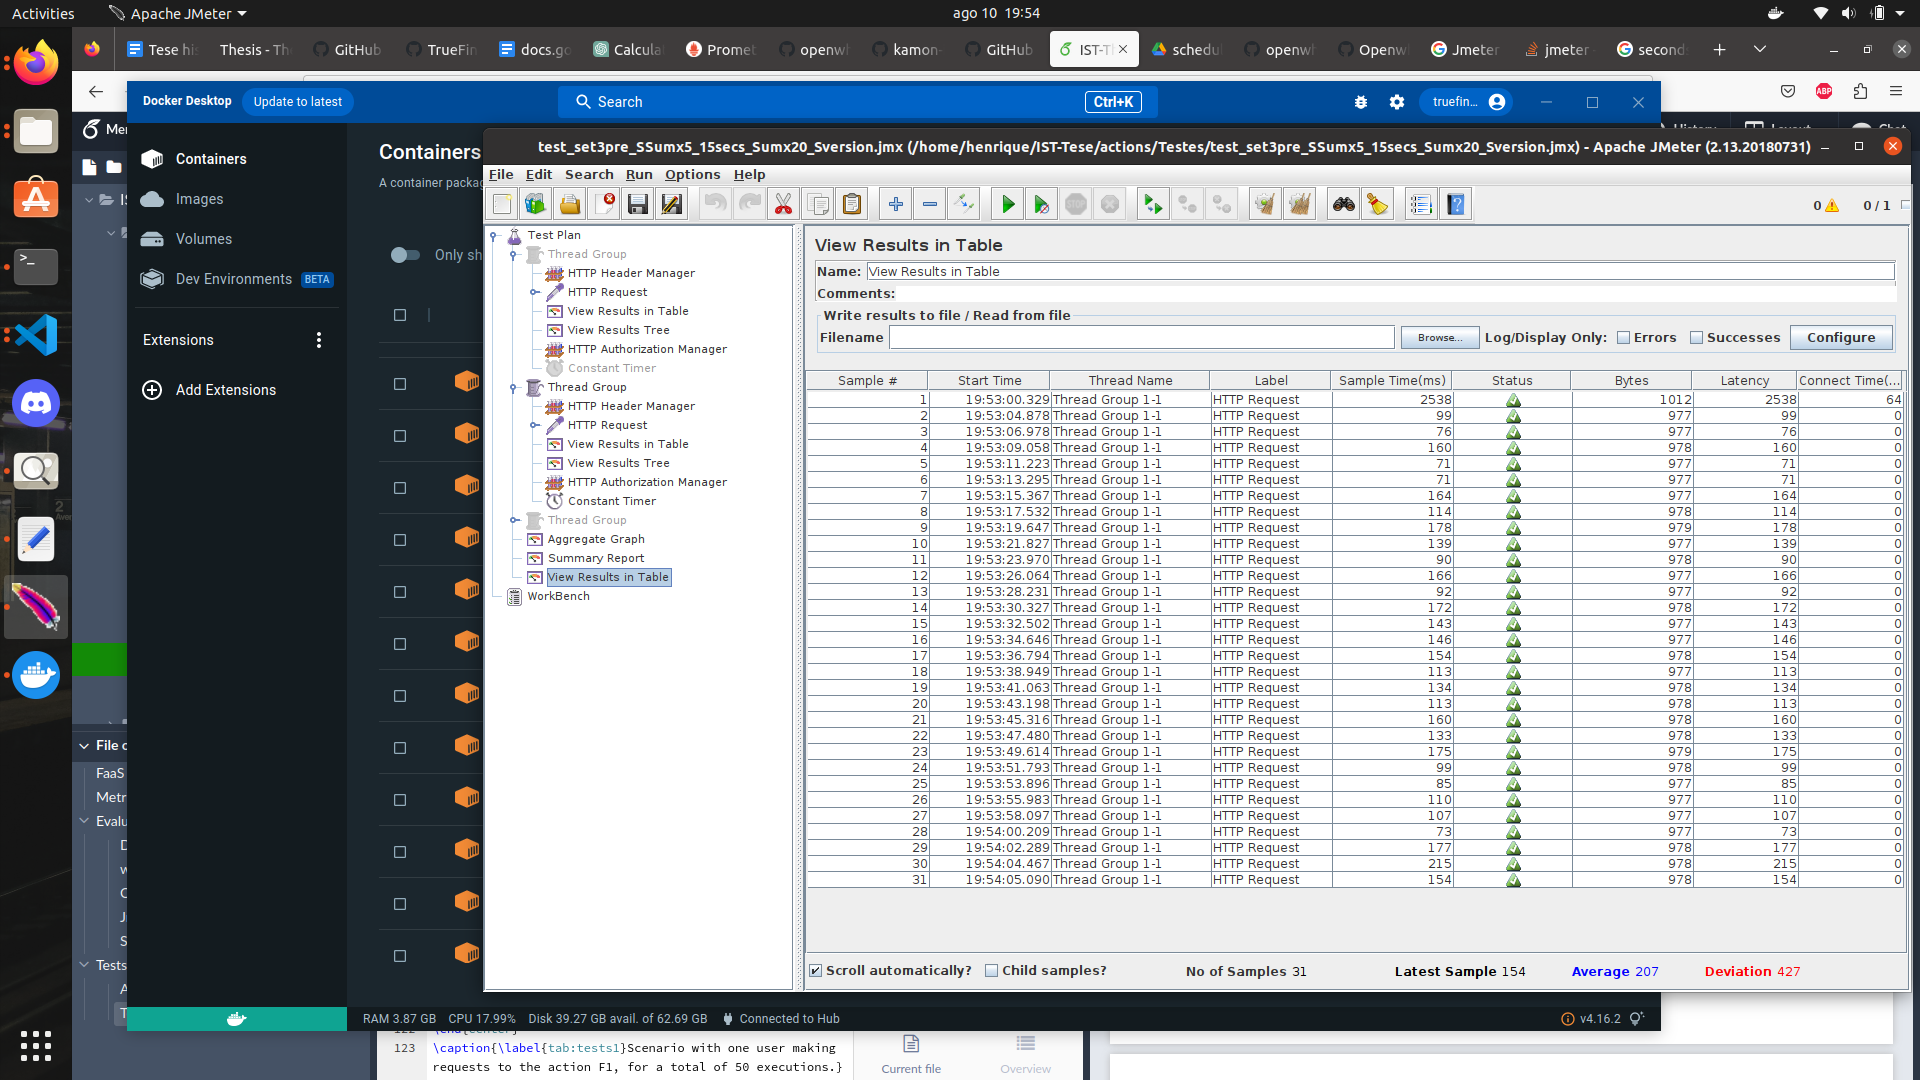 Activities
Apache JMeter
ago 10 19:54
Tese
Thesis - Th
GitHub
TrueFin
docs.go
Calcula
Promet
openwh
kamon-
GitHub
IST-T
schedul
openwh
Openw
Jmeter
jmeter
second
Docker Desktop
Update to latest
Search
Ctrl+K
truefin...
Containers
Images
Volumes
Dev Environments BETA
Extensions
Add Extensions
Containers
A container packag
Only sh
test_set3pre_SSumx5_15secs_Sumx20_Sversion.jmx (/home/henrique/IST-Tese/actions/Testes/test_set3pre_SSumx5_15secs_Sumx20_Sversion.jmx) - Apache JMeter (2.13.20180731)
File Edit Search Run Options Help
0
0 / 1
Test Plan
Thread Group
HTTP Header Manager
HTTP Request
View Results in Table
View Results Tree
HTTP Authorization Manager
Constant Timer
Thread Group
HTTP Header Manager
HTTP Request
View Results in Table
View Results Tree
HTTP Authorization Manager
Constant Timer
Thread Group
Aggregate Graph
Summary Report
View Results in Table
WorkBench
View Results in Table
Name: View Results in Table
Comments:
Write results to file / Read from file
Filename Browse... Log/Display Only: Errors Successes Configure
Sample # Start Time Thread Name Label Sample Time(ms) Status Bytes Latency Connect Time(...
1 19:53:00.329 Thread Group 1-1 HTTP Request 2538 1012 2538 64
2 19:53:04.878 Thread Group 1-1 HTTP Request 99 977 99 0
3 19:53:06.978 Thread Group 1-1 HTTP Request 76 977 76 0
4 19:53:09.058 Thread Group 1-1 HTTP Request 160 978 160 0
5 19:53:11.223 Thread Group 1-1 HTTP Request 71 977 71 0
6 19:53:13.295 Thread Group 1-1 HTTP Request 71 977 71 0
7 19:53:15.367 Thread Group 1-1 HTTP Request 164 977 164 0
8 19:53:17.532 Thread Group 1-1 HTTP Request 114 978 114 0
9 19:53:19.647 Thread Group 1-1 HTTP Request 178 979 178 0
10 19:53:21.827 Thread Group 1-1 HTTP Request 139 977 139 0
11 19:53:23.970 Thread Group 1-1 HTTP Request 90 978 90 0
12 19:53:26.064 Thread Group 1-1 HTTP Request 166 977 166 0
13 19:53:28.231 Thread Group 1-1 HTTP Request 92 977 92 0
14 19:53:30.327 Thread Group 1-1 HTTP Request 172 978 172 0
15 19:53:32.502 Thread Group 1-1 HTTP Request 143 977 143 0
16 19:53:34.646 Thread Group 1-1 HTTP Request 146 977 146 0
17 19:53:36.794 Thread Group 1-1 HTTP Request 154 978 154 0
18 19:53:38.949 Thread Group 1-1 HTTP Request 113 977 113 0
19 19:53:41.063 Thread Group 1-1 HTTP Request 134 978 134 0
20 19:53:43.198 Thread Group 1-1 HTTP Request 113 978 113 0
21 19:53:45.316 Thread Group 1-1 HTTP Request 160 978 160 0
22 19:53:47.480 Thread Group 1-1 HTTP Request 133 978 133 0
23 19:53:49.614 Thread Group 1-1 HTTP Request 175 979 175 0
24 19:53:51.793 Thread Group 1-1 HTTP Request 99 978 99 0
25 19:53:53.896 Thread Group 1-1 HTTP Request 85 977 85 0
26 19:53:55.983 Thread Group 1-1 HTTP Request 110 977 110 0
27 19:53:58.097 Thread Group 1-1 HTTP Request 107 977 107 0
28 19:54:00.209 Thread Group 1-1 HTTP Request 73 977 73 0
29 19:54:02.289 Thread Group 1-1 HTTP Request 177 978 177 0
30 19:54:04.467 Thread Group 1-1 HTTP Request 215 978 215 0
31 19:54:05.090 Thread Group 1-1 HTTP Request 154 978 154 0
Scroll automatically? Child samples? No of Samples 31 Latest Sample 154 Average 207 Deviation 427
File o
FaaS
Metr
Evalu
Tests
RAM 3.87 GB CPU 17.99% Disk 39.27 GB avail. of 62.69 GB Connected to Hub
v4.16.2
123 \caption{\label{tab:tests1}Scenario with one user making
requests to the action F1, for a total of 50 executions.}
Current file
Overview